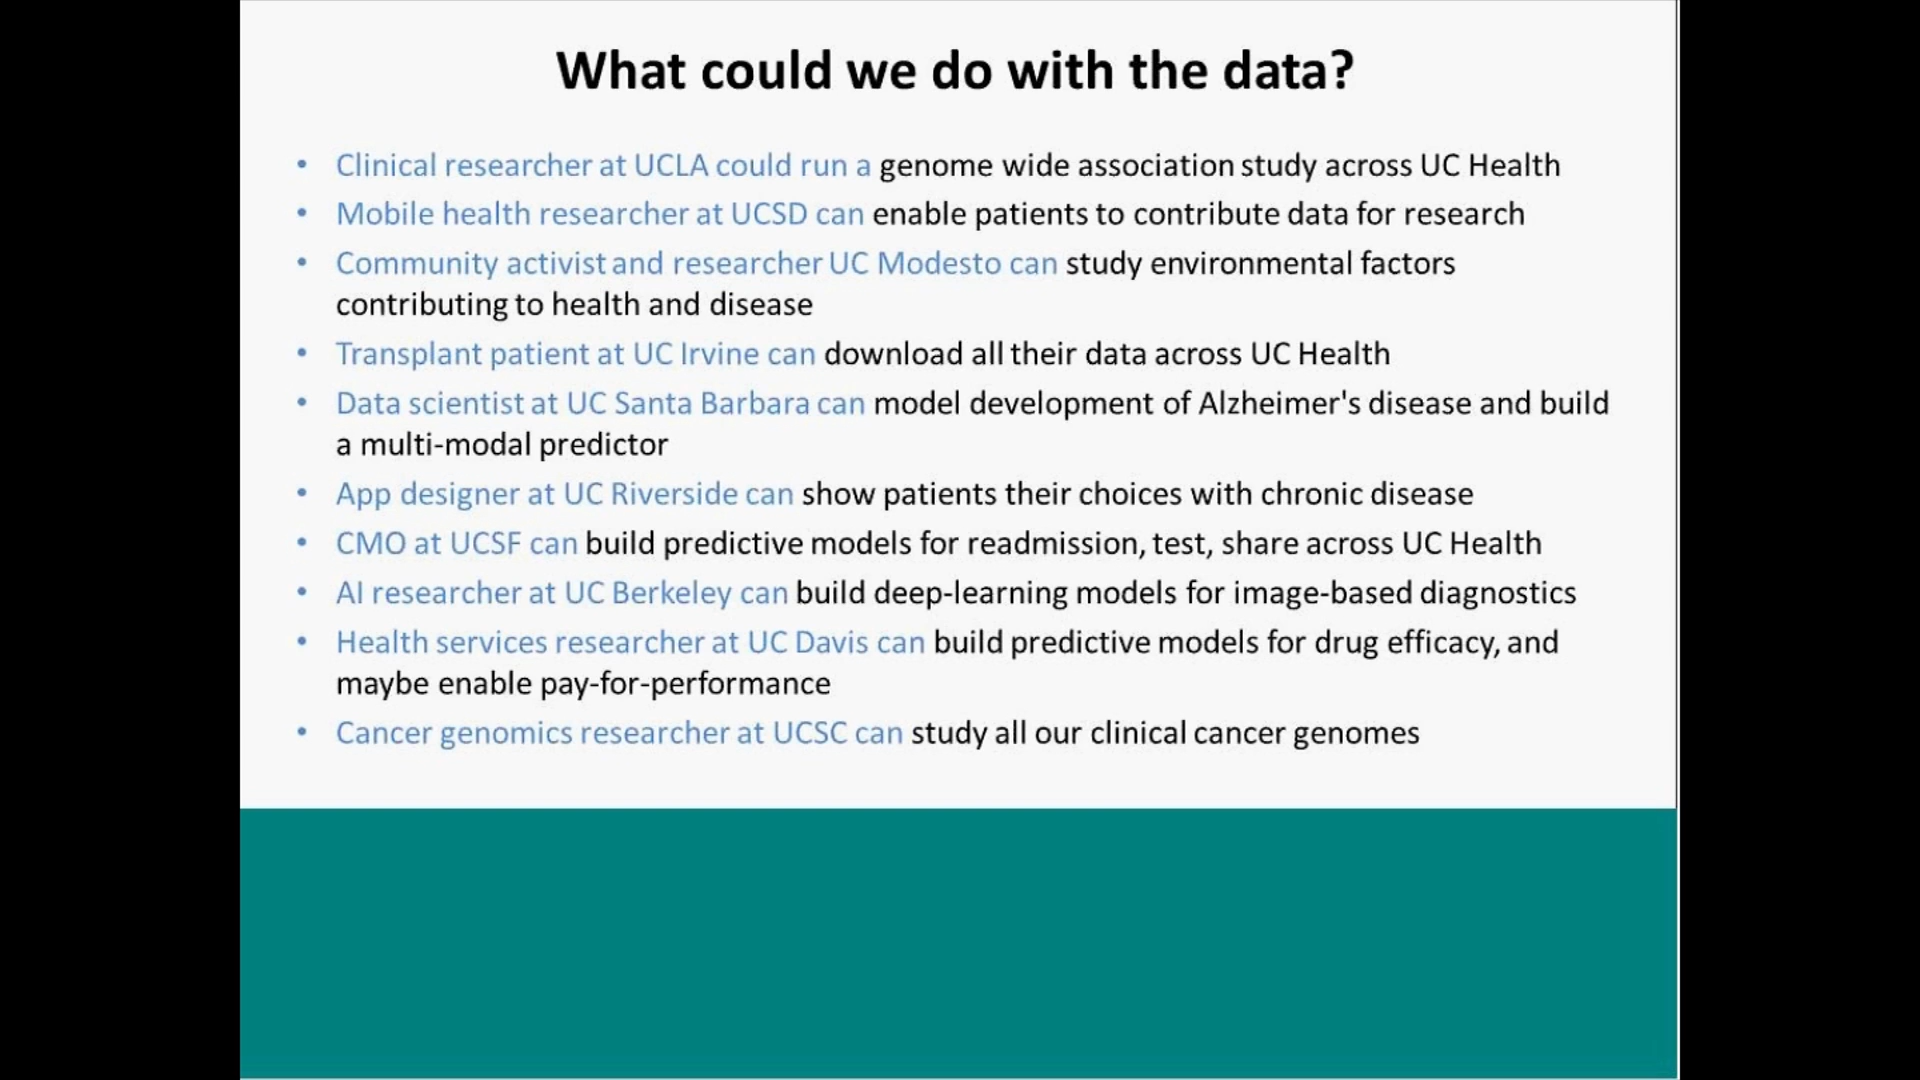 What could we do with the data?
• Clinical researcher at UCLA could run a genome wide association study across UC Health
• Mobile health researcher at UCSD can enable patients to contribute data for research
• Community activist and researcher UC Modesto can study environmental factors
contributing to health and disease
• Transplant patient at UC Irvine can download all their data across UC Health
• Data scientist at UC Santa Barbara can model development of Alzheimer's disease and build
a multi-modal predictor
• App designer at UC Riverside can show patients their choices with chronic disease
• CMO at UCSF can build predictive models for readmission, test, share across UC Health
• AI researcher at UC Berkeley can build deep-learning models for image-based diagnostics
• Health services researcher at UC Davis can build predictive models for drug efficacy, and
maybe enable pay-for-performance
• Cancer genomics researcher at UCSC can study all our clinical cancer genomes